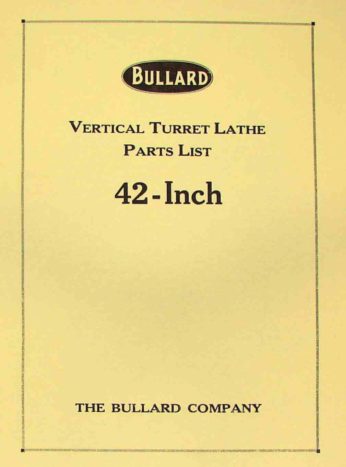 BULLARD
VERTICAL TURRET LATHE
PARTS LIST
42-Inch
THE BULLARD COMPANY